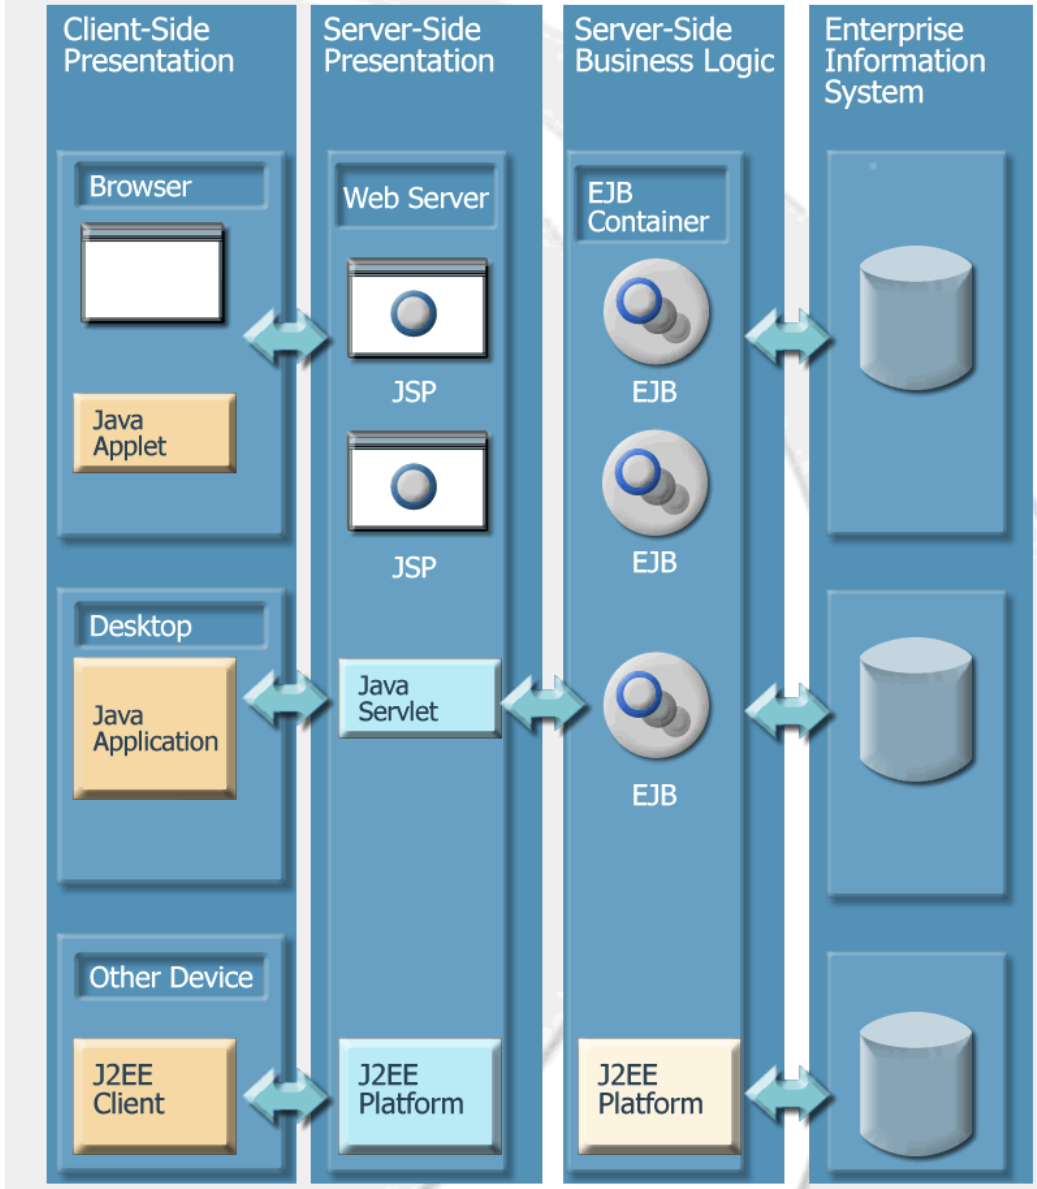 Client-Side
Presentation
Server-Side
Presentation
Server-Side
Business Logic
Enterprise
Information
System
Browser
Java
Applet
Desktop
Java
Application
Other Device
J2EE
Client
Web Server
JSP
JSP
Java
Servlet
J2EE
Platform
EJB
Container
EJB
EJB
EJB
J2EE
Platform